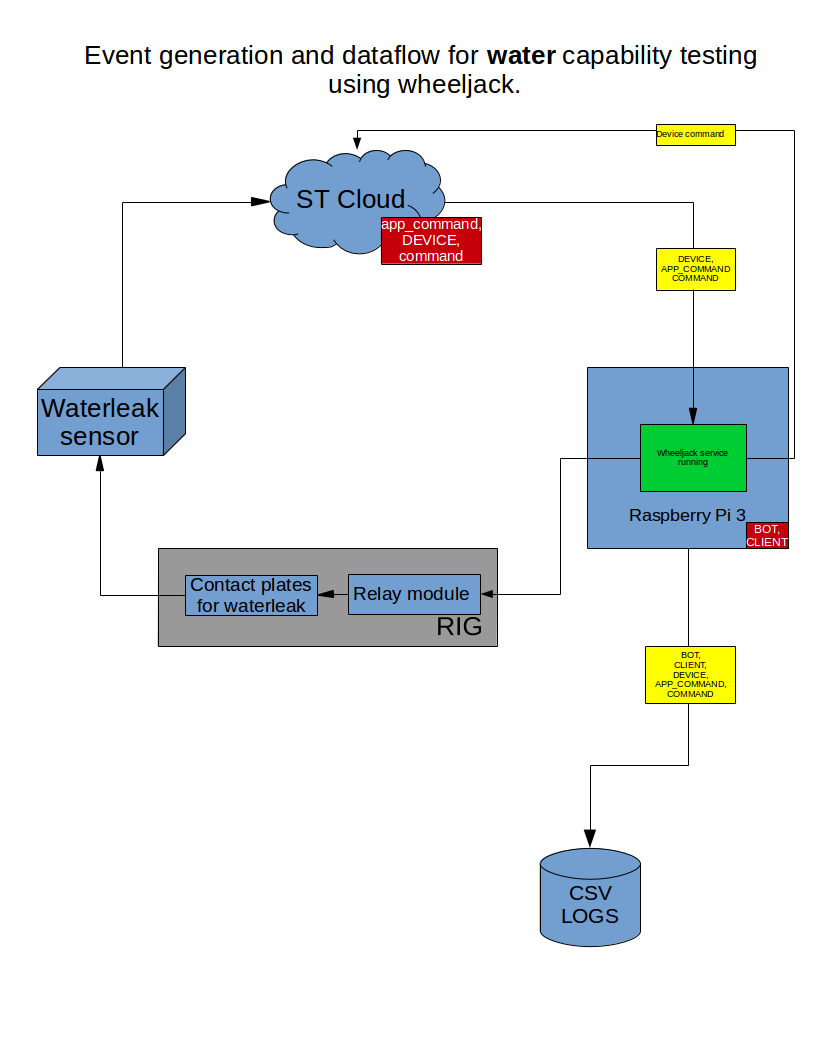 Event generation and dataflow for water capability testing
using wheeljack.
Device command
ST Cloud
app_command,
DEVICE,
command
DEVICE,
APP_COMMAND
COMMAND
Waterleak
sensor
Wheeljack service
running
Raspberry Pi 3
BOT,
CLIENT
Contact plates
for waterleak
Relay module
RIG
BOT,
CLIENT,
DEVICE,
APP_COMMAND,
COMMAND
CSV
LOGS